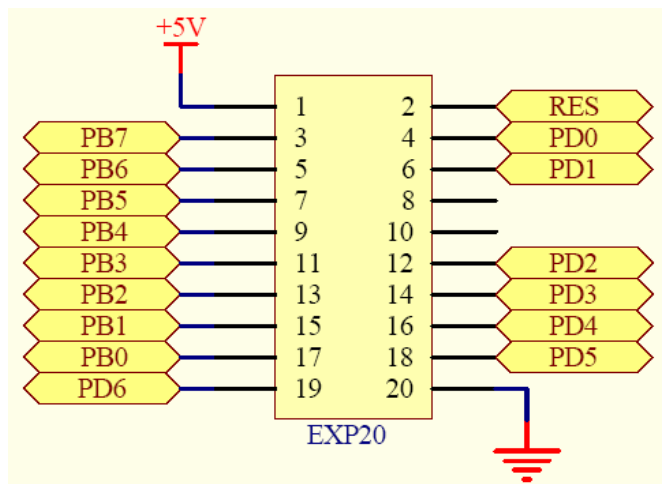 +5V
1 2 RES
PB7 3 4 PD0
PB6 5 6 PD1
PB5 7 8
PB4 9 10
PB3 11 12 PD2
PB2 13 14 PD3
PB1 15 16 PD4
PB0 17 18 PD5
PD6 19 20
EXP20